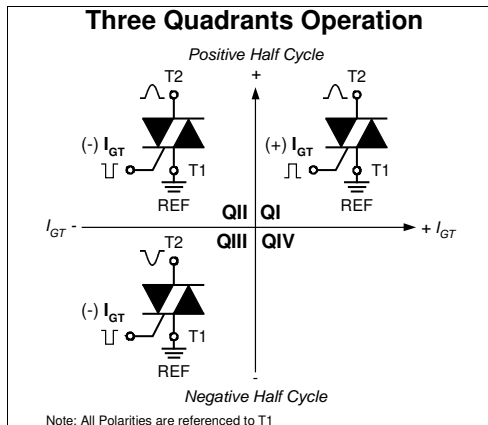 Three Quadrants Operation
Positive Half Cycle
+
T2
T2
(-) IGT
(+) IGT
T1
T1
REF
REF
QII QI
IGT -
+ IGT
QIII QIV
T2
(-) IGT
T1
REF
-
Negative Half Cycle
Note: All Polarities are referenced to T1